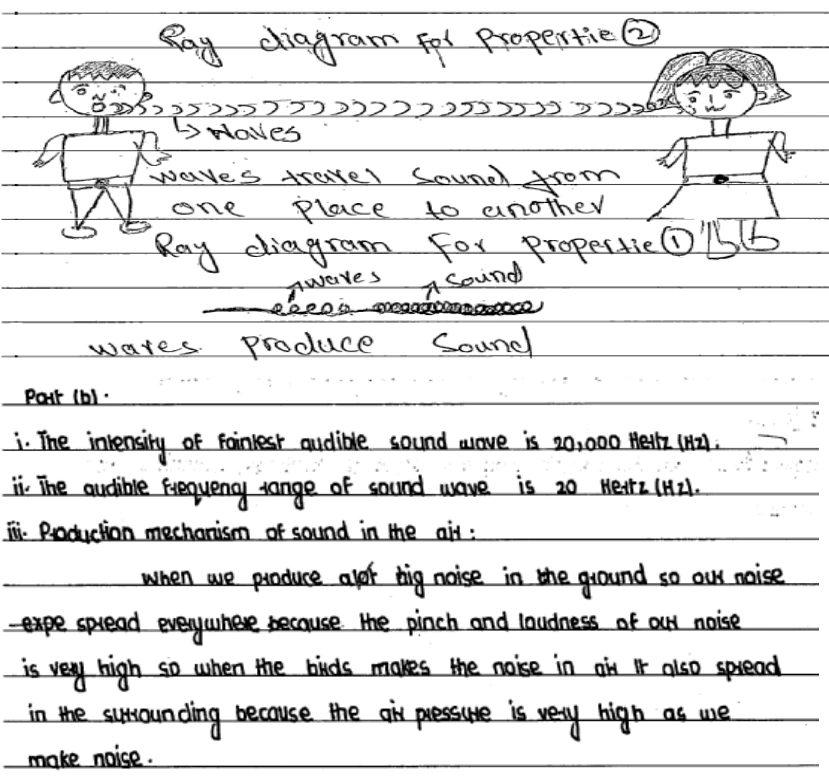 Ray diagram for Propertie ②
↳ Waves
waves travel sound from
one place to another
Ray diagram for Propertie ①
waves sound
waves produce sound
Part (b).
i. The intensity of faintest audible sound wave is 20,000 Hertz (Hz).
ii. The audible frequency range of sound wave is 20 Hertz (Hz).
iii. Production mechanism of sound in the air :
when we produce alot big noise in the ground so our noise
expe spread everywhere because the pinch and loudness of our noise
is very high so when the birds makes the noise in air it also spread
in the surrounding because the air pressure is very high as we
make noise.